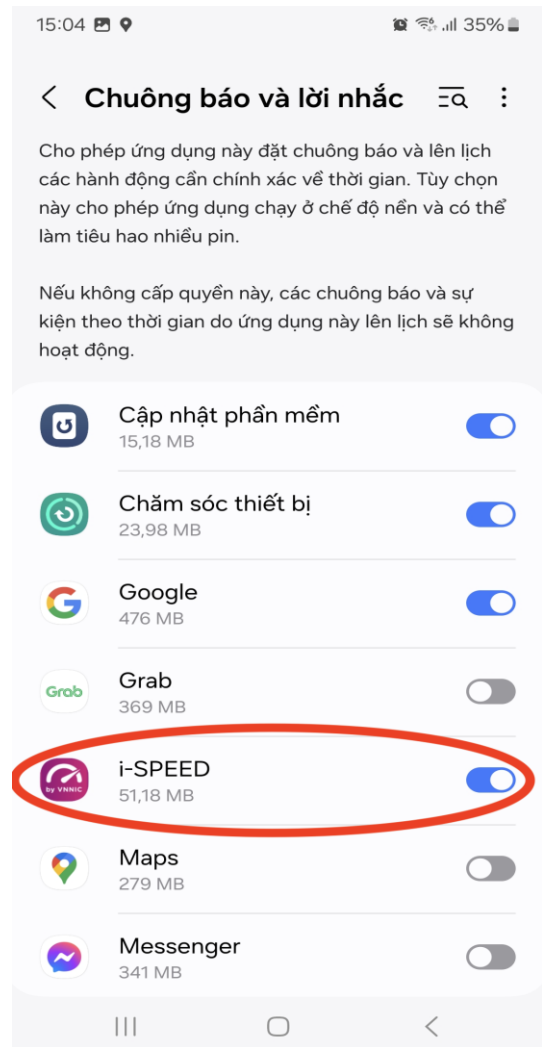 15:04
35%
Chuông báo và lời nhắc
Cho phép ứng dụng này đặt chuông báo và lên lịch
các hành động cần chính xác về thời gian. Tùy chọn
này cho phép ứng dụng chạy ở chế độ nền và có thể
làm tiêu hao nhiều pin.
Nếu không cấp quyền này, các chuông báo và sự
kiện theo thời gian do ứng dụng này lên lịch sẽ không
hoạt động.
Cập nhật phần mềm
15,18 MB
Chăm sóc thiết bị
23,98 MB
Google
476 MB
Grab
Grab
369 MB
i-SPEED
by VNNIC
51,18 MB
Maps
279 MB
Messenger
341 MB